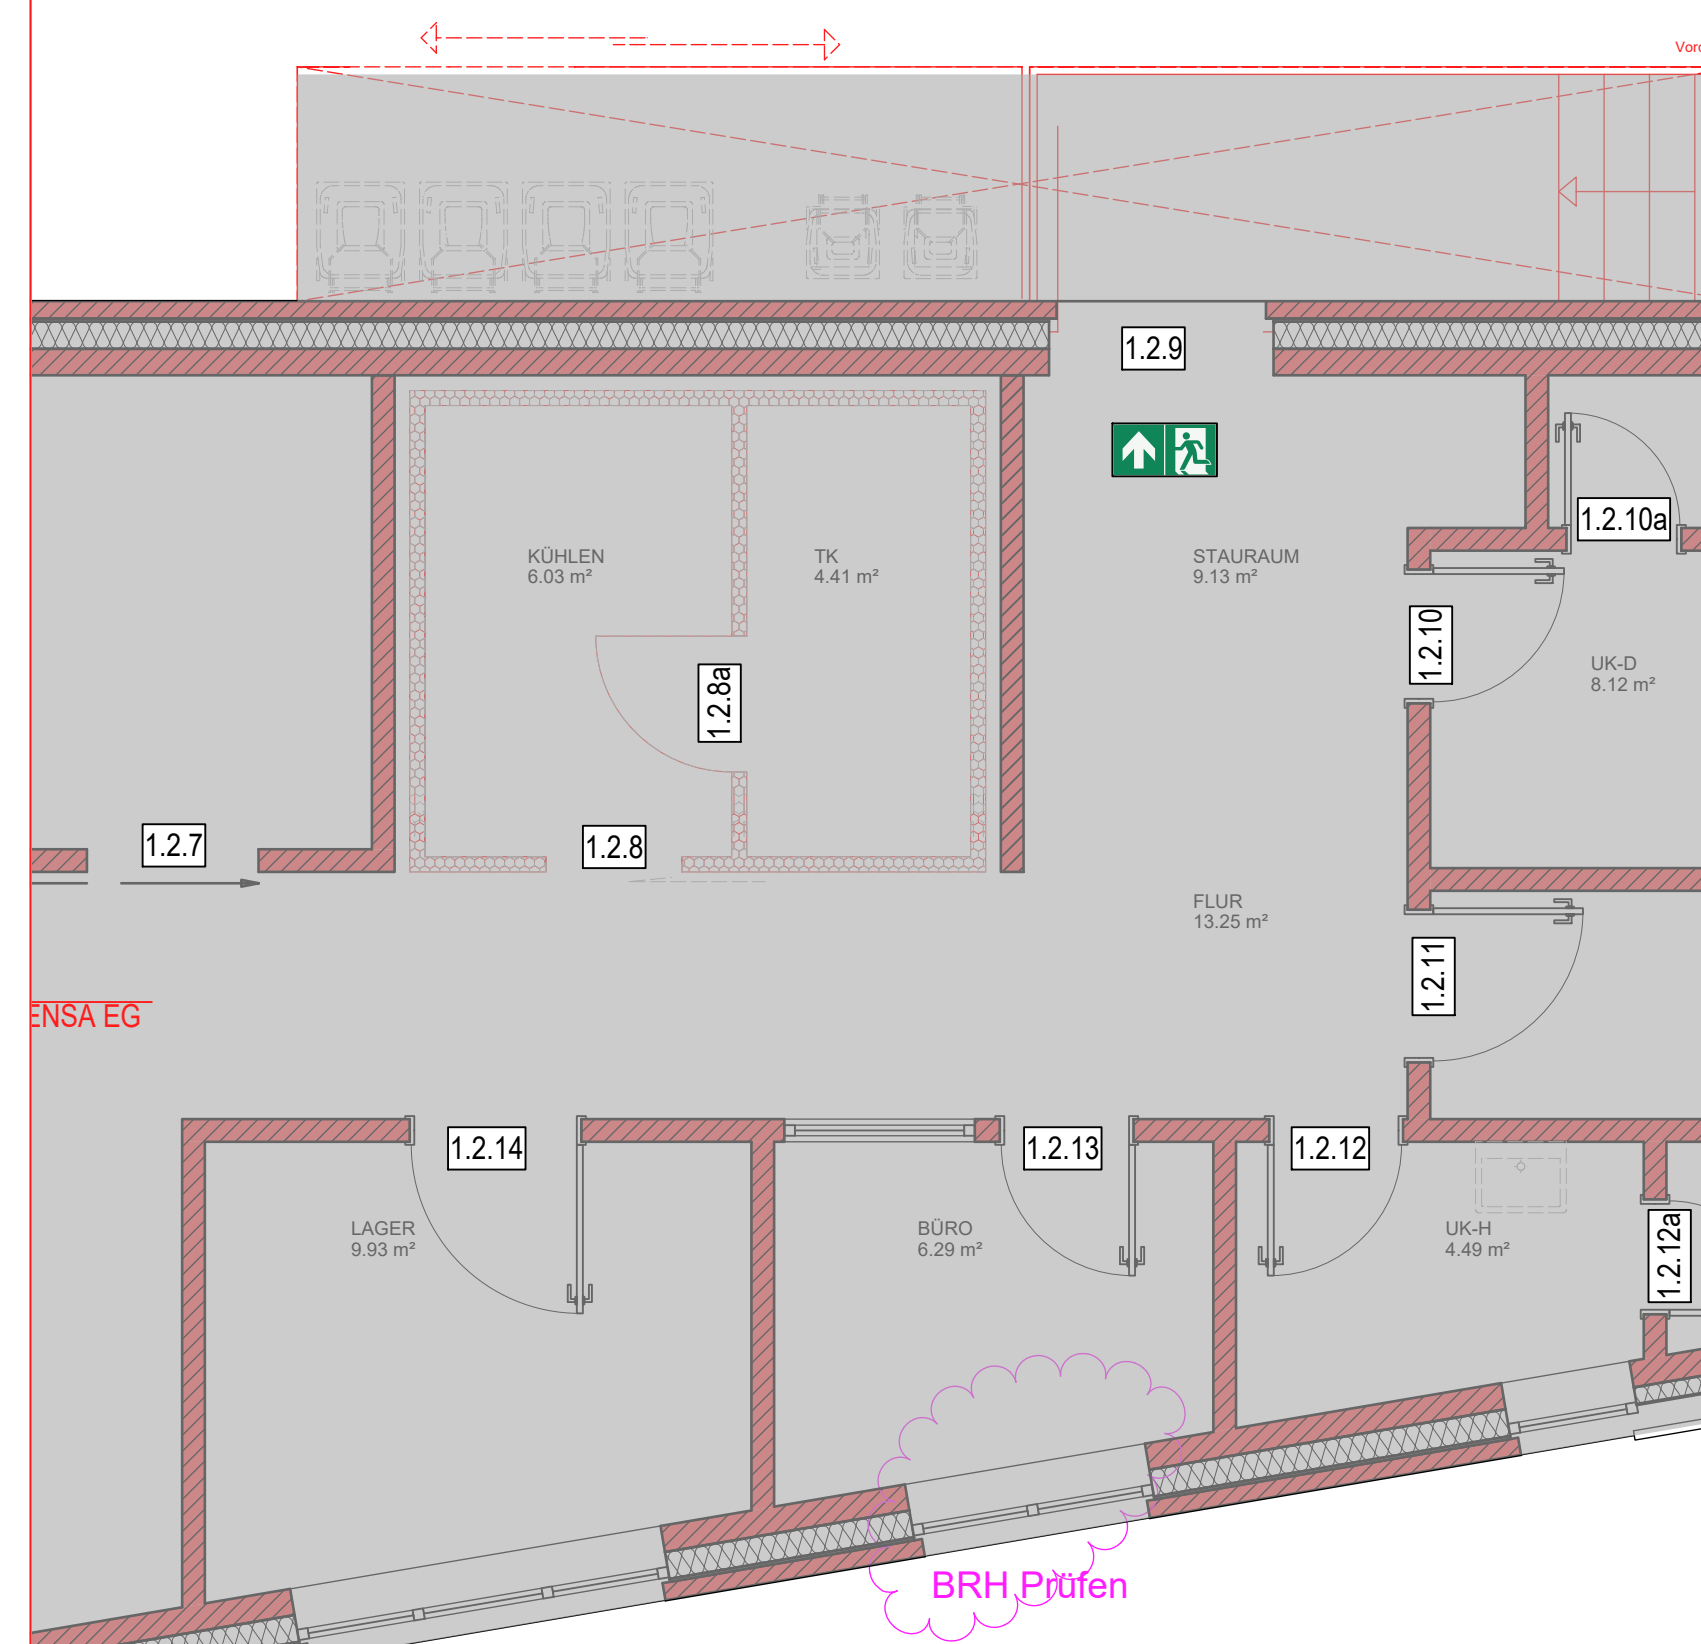 1.2.9
1.2.10a
KÜHLEN
6.03 m²
TK
4.41 m²
STAURAUM
9.13 m²
1.2.10
UK-D
8.12 m²
1.2.8a
1.2.7
1.2.8
FLUR
13.25 m²
1.2.11
ENSA EG
1.2.14
1.2.13
1.2.12
LAGER
9.93 m²
BÜRO
6.29 m²
UK-H
4.49 m²
1.2.12a
BRH Prüfen